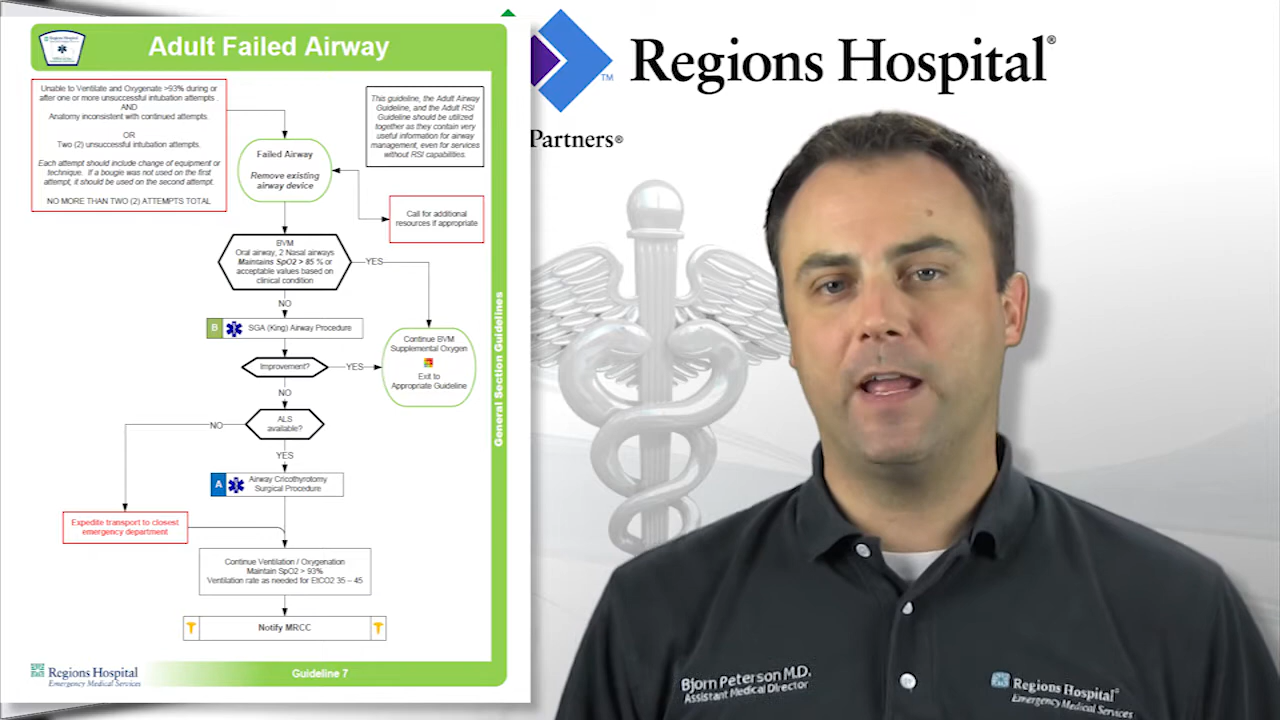 Regions Hospital
Adult Failed Airway
Unable to Ventilate and Oxygenate >93% during or
after one or more unsuccessful intubation attempts .
AND
Anatomy inconsistent with continued attempts.
OR
Two (2) unsuccessful intubation attempts.
Each attempt should include change of equipment or
technique. If a bougie was not used on the first
attempt, it should be used on the second attempt.
NO MORE THAN TWO (2) ATTEMPTS TOTAL
Failed Airway
Remove existing
airway device
This guideline, the Adult Airway
Guideline, and the Adult RSI
Guideline should be utilized
together as they contain very
useful information for airway
management, even for services
without RSI capabilities.
Call for additional
resources if appropriate
BVM
Oral airway, 2 Nasal airways
Maintains SpO2 > 85 % or
acceptable values based on
clinical condition
YES
NO
B
SGA (King) Airway Procedure
Improvement?
YES
Continue BVM
Supplemental Oxygen
Exit to
Appropriate Guideline
NO
ALS
available?
NO
YES
A
Airway Cricothyrotomy
Surgical Procedure
Expedite transport to closest
emergency department
Continue Ventilation / Oxygenation
Maintain SpO2 > 93%
Ventilation rate as needed for EtCO2 35 – 45
Notify MRCC
General Section Guidelines
Regions Hospital
Emergency Medical Services
Guideline 7
TM
Regions Hospital®
Partners®
Bjorn Peterson M.D.
Assistant Medical Director
Regions Hospital®
Emergency Medical Services